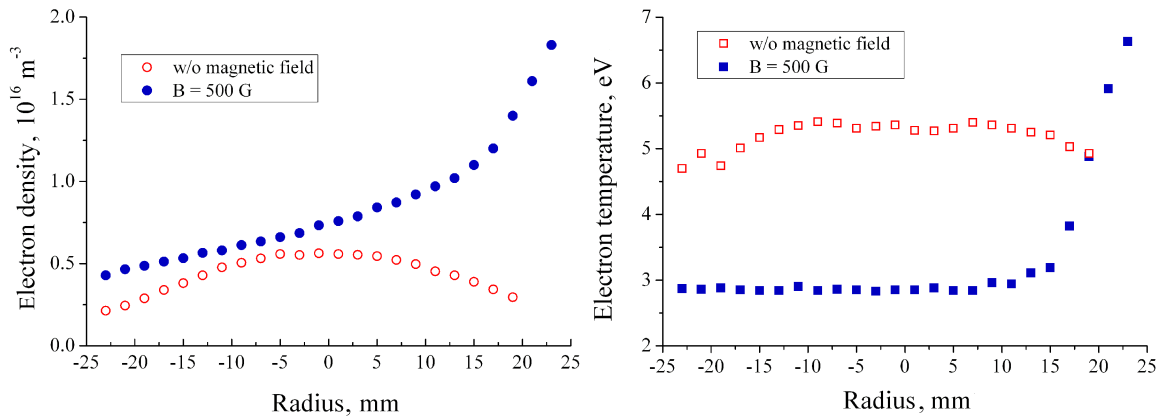 2.0
1.5
1.0
0.5
0.0
Electron density, 10^16 m^-3
w/o magnetic field
B = 500 G
-25 -20 -15 -10 -5 0 5 10 15 20 25
Radius, mm
7
6
5
4
3
2
Electron temperature, eV
w/o magnetic field
B = 500 G
-25 -20 -15 -10 -5 0 5 10 15 20 25
Radius, mm